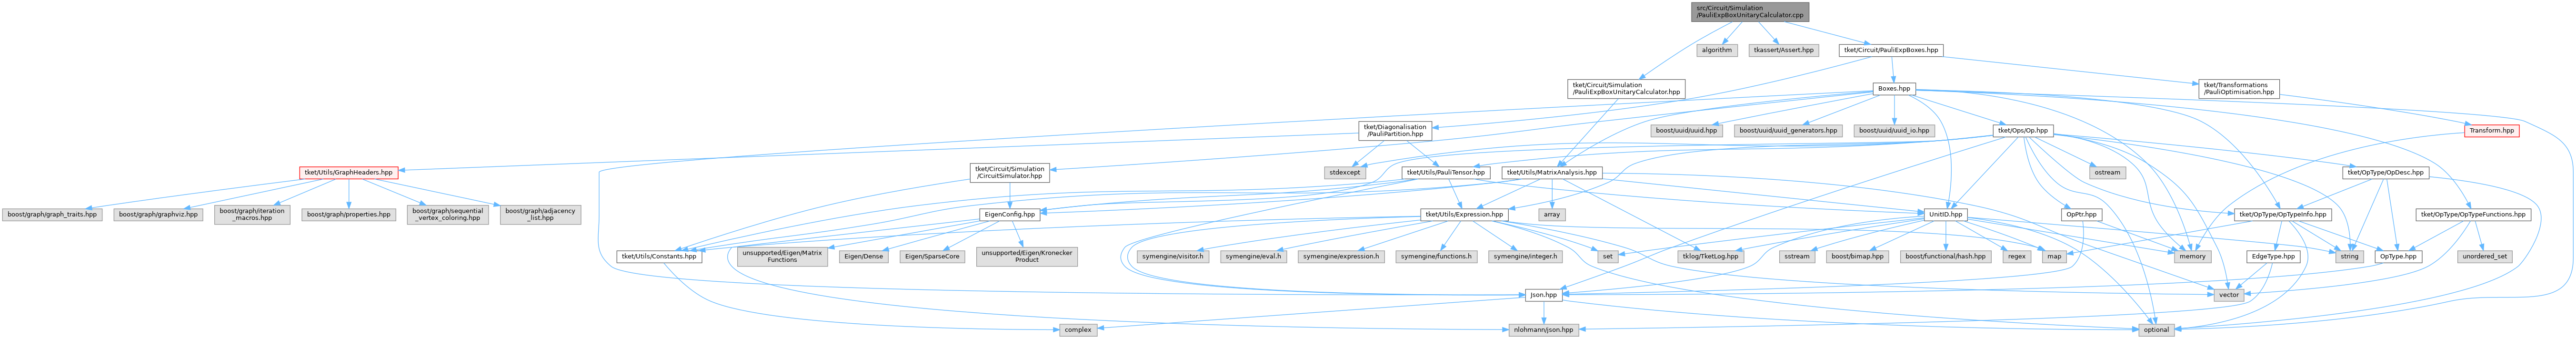 src/Circuit/Simulation
/PauliExpBoxUnitaryCalculator.cpp
algorithm
tkassert/Assert.hpp
tket/Circuit/PauliExpBoxes.hpp
tket/Circuit/Simulation
/PauliExpBoxUnitaryCalculator.hpp
Boxes.hpp
tket/Transformations
/PauliOptimisation.hpp
tket/Diagonalisation
/PauliPartition.hpp
boost/uuid/uuid.hpp
boost/uuid/uuid_generators.hpp
boost/uuid/uuid_io.hpp
tket/Ops/Op.hpp
Transform.hpp
tket/Utils/GraphHeaders.hpp
tket/Circuit/Simulation
/CircuitSimulator.hpp
stdexcept
tket/Utils/PauliTensor.hpp
tket/Utils/MatrixAnalysis.hpp
ostream
tket/OpType/OpDesc.hpp
boost/graph/graph_traits.hpp
boost/graph/graphviz.hpp
boost/graph/iteration
_macros.hpp
boost/graph/properties.hpp
boost/graph/sequential
_vertex_coloring.hpp
boost/graph/adjacency
_list.hpp
EigenConfig.hpp
tket/Utils/Expression.hpp
array
UnitID.hpp
OpPtr.hpp
tket/OpType/OpTypeInfo.hpp
tket/OpType/OpTypeFunctions.hpp
tket/Utils/Constants.hpp
unsupported/Eigen/Matrix
Functions
Eigen/Dense
Eigen/SparseCore
unsupported/Eigen/Kronecker
Product
symengine/visitor.h
symengine/eval.h
symengine/expression.h
symengine/functions.h
symengine/integer.h
set
tklog/TketLog.hpp
sstream
boost/bimap.hpp
boost/functional/hash.hpp
regex
map
memory
EdgeType.hpp
string
OpType.hpp
unordered_set
Json.hpp
vector
complex
nlohmann/json.hpp
optional